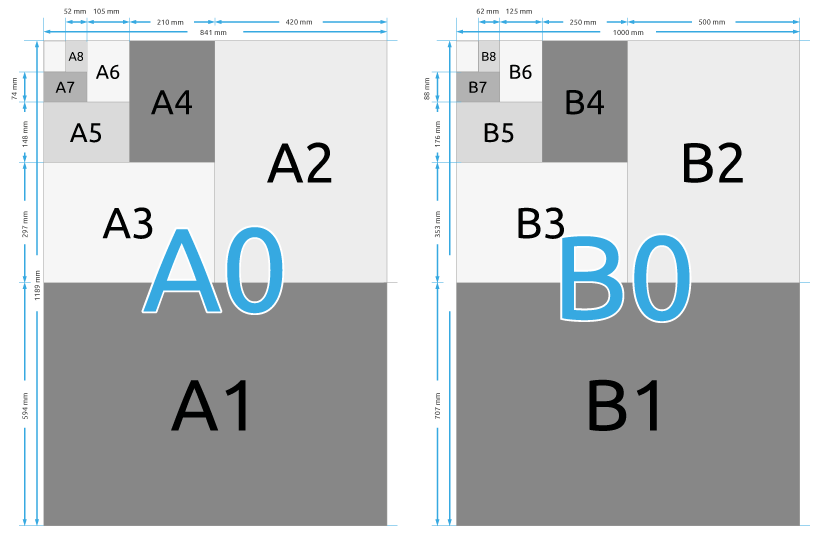 52 mm 105 mm
210 mm
420 mm
841 mm
A8
A6
A7
A4
A5
A2
A3
A0
A1
74 mm
148 mm
297 mm
1189 mm
594 mm
62 mm 125 mm
250 mm
500 mm
1000 mm
B8
B6
B7
B4
B5
B2
B3
B0
B1
88 mm
176 mm
353 mm
707 mm